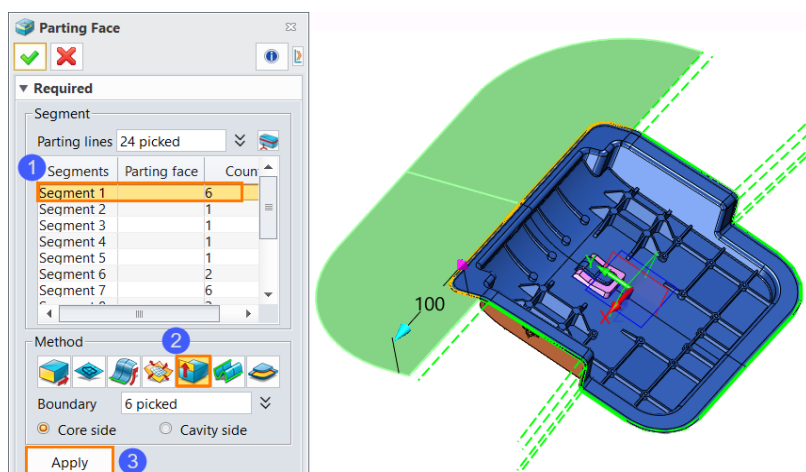 Parting Face
Required
Segment
Parting lines 24 picked
1
Segments Parting face Coun
Segment 1 6
Segment 2 1
Segment 3 1
Segment 4 1
Segment 5 1
Segment 6 2
Segment 7 6
2
Method
Boundary 6 picked
Core side Cavity side
Apply 3
100
Y
X